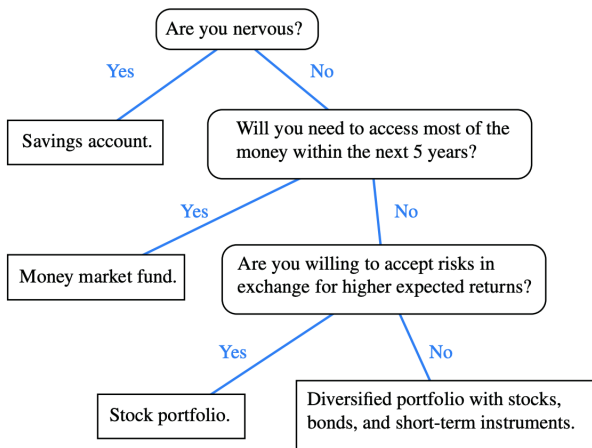 Are you nervous?
Yes
No
Savings account.
Will you need to access most of the
money within the next 5 years?
Yes
No
Money market fund.
Are you willing to accept risks in
exchange for higher expected returns?
Yes
No
Stock portfolio.
Diversified portfolio with stocks,
bonds, and short-term instruments.